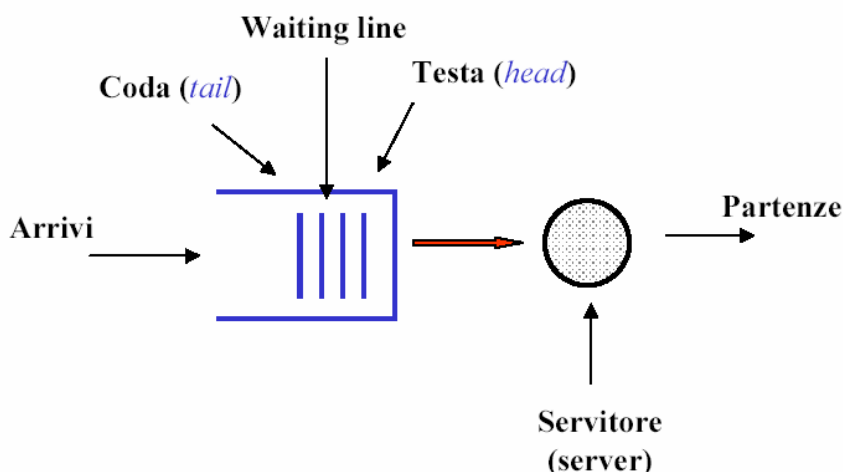 Waiting line
Coda (tail)
Testa (head)
Arrivi
Partenze
Servitore
(server)